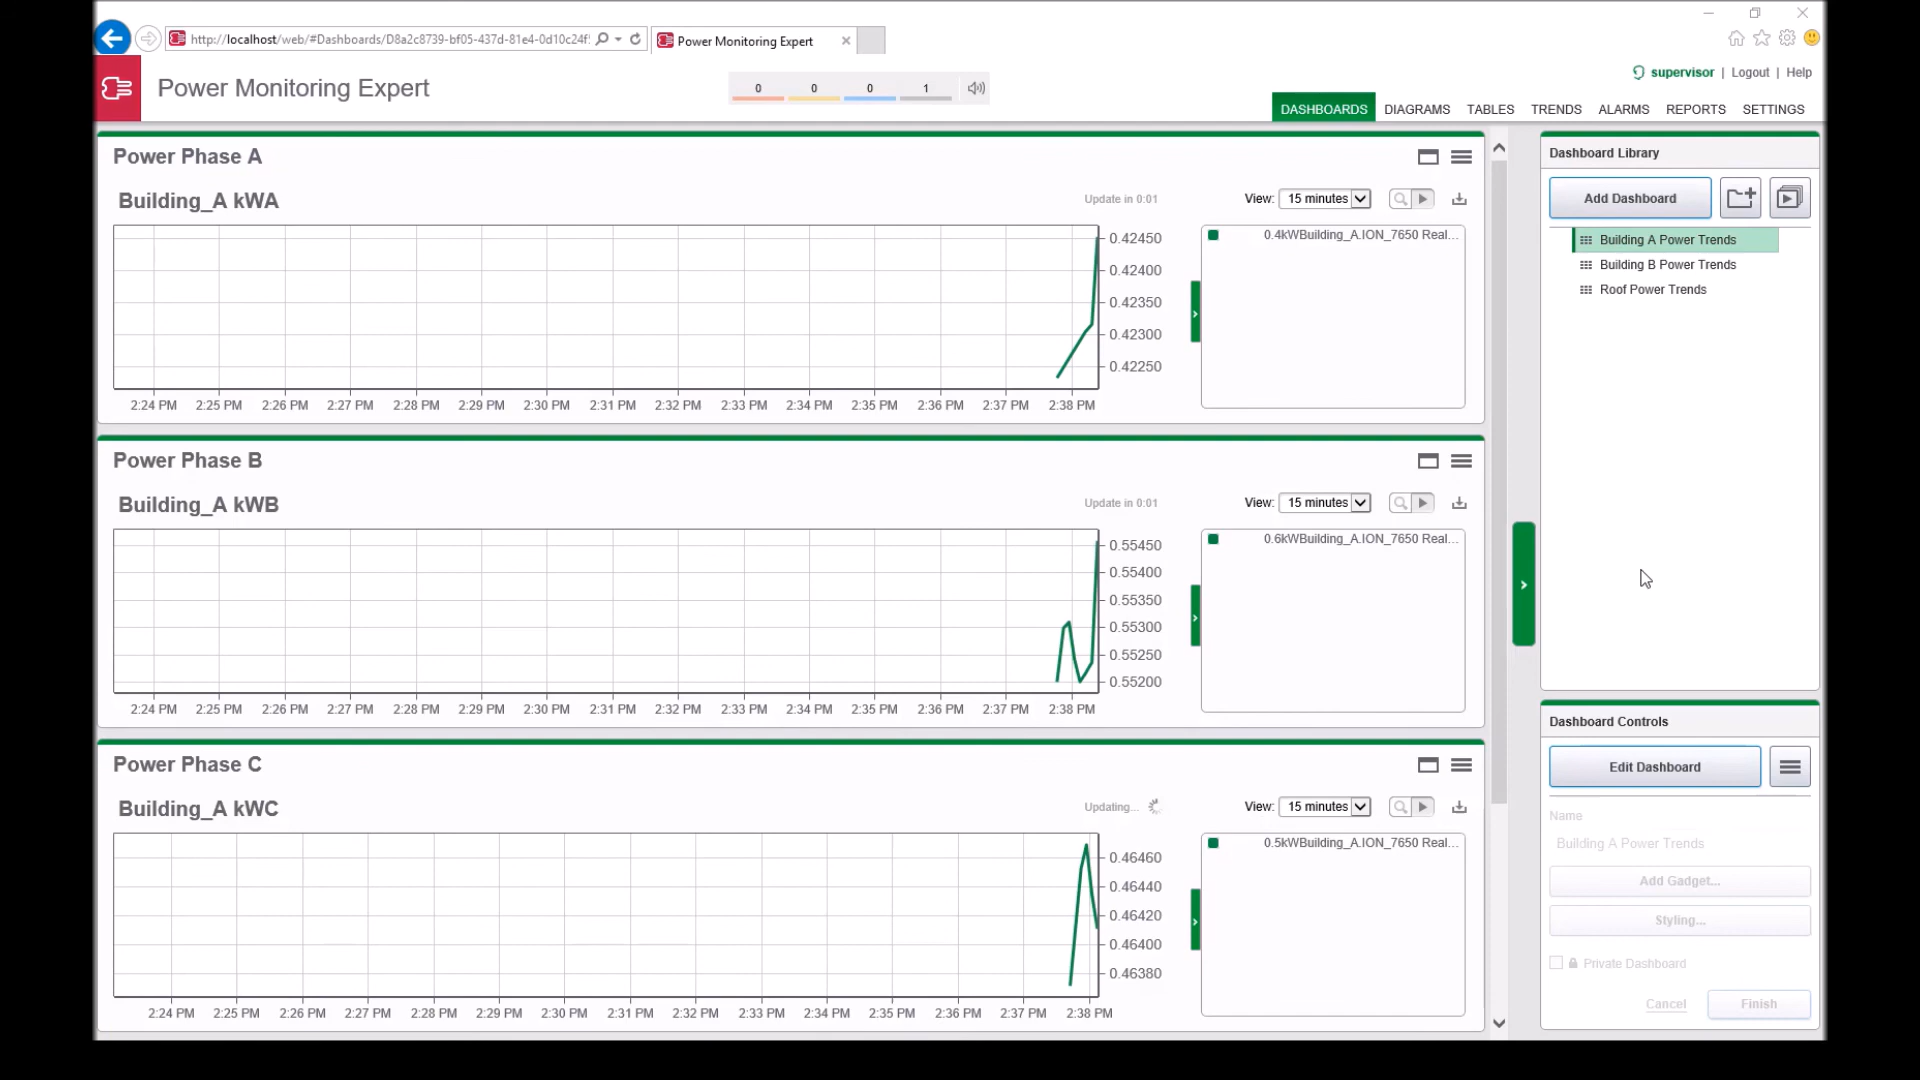 http://localhost/web/#Dashboards/D8a2c8739-bf05-437d-81e4-0d10c24f
Power Monitoring Expert
supervisor | Logout | Help
Power Monitoring Expert
0 0 0 1
DASHBOARDS DIAGRAMS TABLES TRENDS ALARMS REPORTS SETTINGS
Power Phase A
Building_A kWA
Update in 0:01
View: 15 minutes
0.42450
0.42400
0.42350
0.42300
0.42250
2:24 PM 2:25 PM 2:26 PM 2:27 PM 2:28 PM 2:29 PM 2:30 PM 2:31 PM 2:32 PM 2:33 PM 2:34 PM 2:35 PM 2:36 PM 2:37 PM 2:38 PM
0.4kWBuilding_A.ION_7650 Real...
Power Phase B
Building_A kWB
Update in 0:01
View: 15 minutes
0.55450
0.55400
0.55350
0.55300
0.55250
0.55200
2:24 PM 2:25 PM 2:26 PM 2:27 PM 2:28 PM 2:29 PM 2:30 PM 2:31 PM 2:32 PM 2:33 PM 2:34 PM 2:35 PM 2:36 PM 2:37 PM 2:38 PM
0.6kWBuilding_A.ION_7650 Real...
Power Phase C
Building_A kWC
Updating...
View: 15 minutes
0.46460
0.46440
0.46420
0.46400
0.46380
2:24 PM 2:25 PM 2:26 PM 2:27 PM 2:28 PM 2:29 PM 2:30 PM 2:31 PM 2:32 PM 2:33 PM 2:34 PM 2:35 PM 2:36 PM 2:37 PM 2:38 PM
0.5kWBuilding_A.ION_7650 Real...
Dashboard Library
Add Dashboard
Building A Power Trends
Building B Power Trends
Roof Power Trends
Dashboard Controls
Edit Dashboard
Name
Building A Power Trends
Add Gadget...
Styling...
Private Dashboard
Cancel Finish